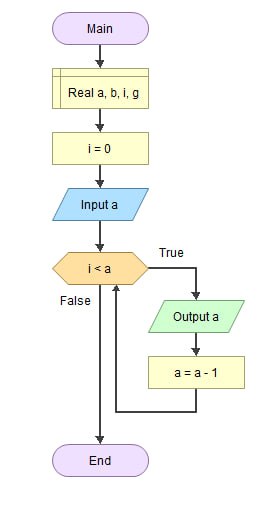 Main
Real a, b, i, g
i = 0
Input a
i < a
True
False
Output a
a = a - 1
End